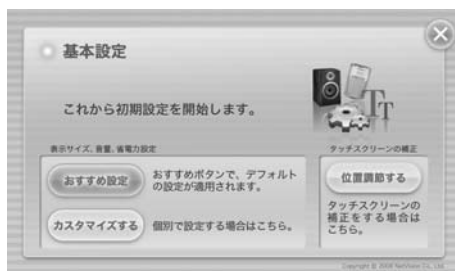 基本設定
これから初期設定を開始します。
表示サイズ、音量、省電力設定
おすすめ設定
おすすめボタンで、デフォルト
の設定が適用されます。
カスタマイズする
個別で設定する場合はこちら。
タッチスクリーンの補正
位置調節する
タッチスクリーンの
補正をする場合は
こちら。